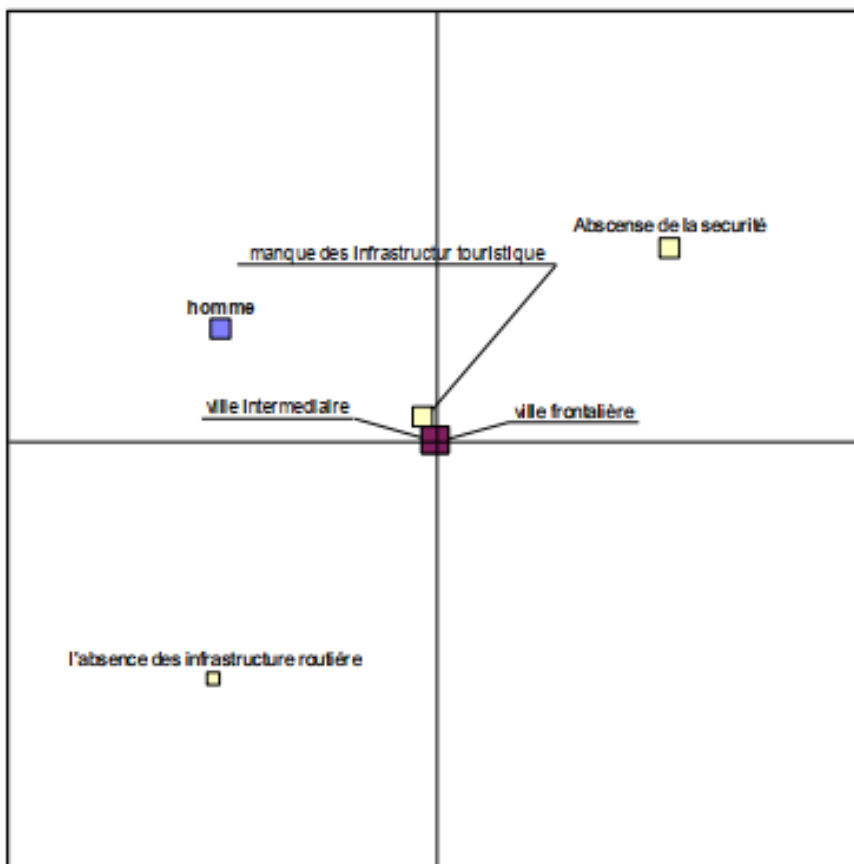 Abscense de la securité
manque des infrastructur touristique
homme
ville intermediaire
ville frontalière
l'absence des infrastructure routière